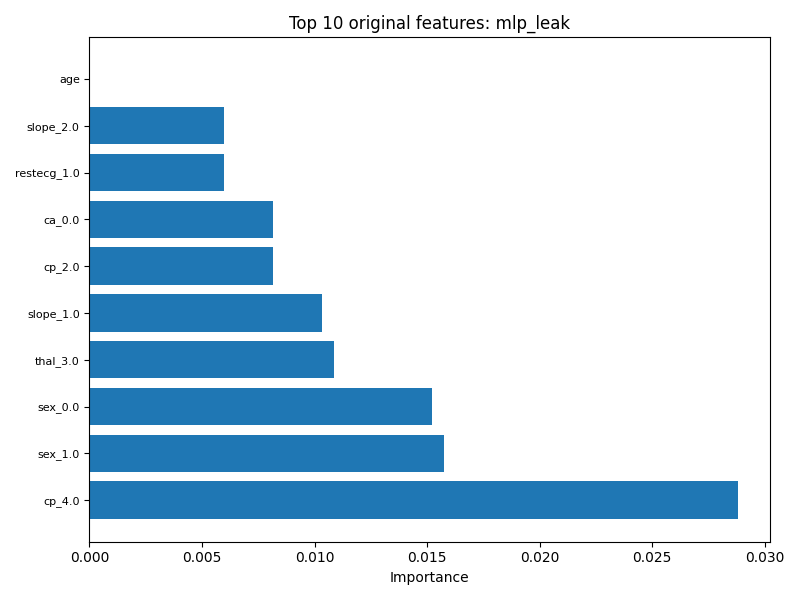 Top 10 original features: mlp_leak
age
slope_2.0
restecg_1.0
ca_0.0
cp_2.0
slope_1.0
thal_3.0
sex_0.0
sex_1.0
cp_4.0
0.000 0.005 0.010 0.015 0.020 0.025 0.030
Importance